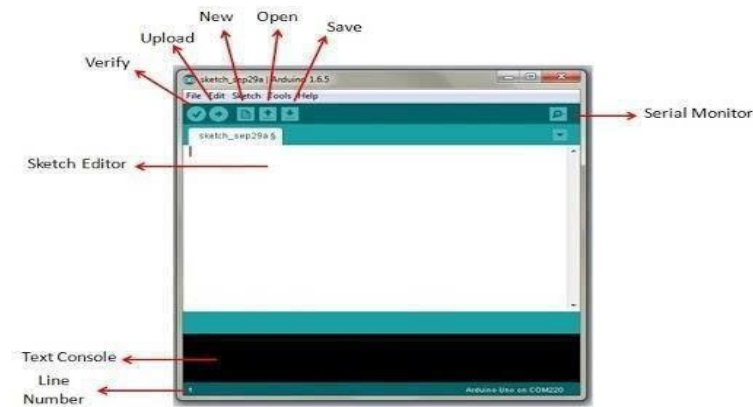 New
Open
Upload
Save
Verify
sketch_sep29a | Arduino 1.6.5
File Edit Sketch Tools Help
Serial Monitor
sketch_sep29a §
Sketch Editor
Text Console
Line
Number
1
Arduino Uno on COM220